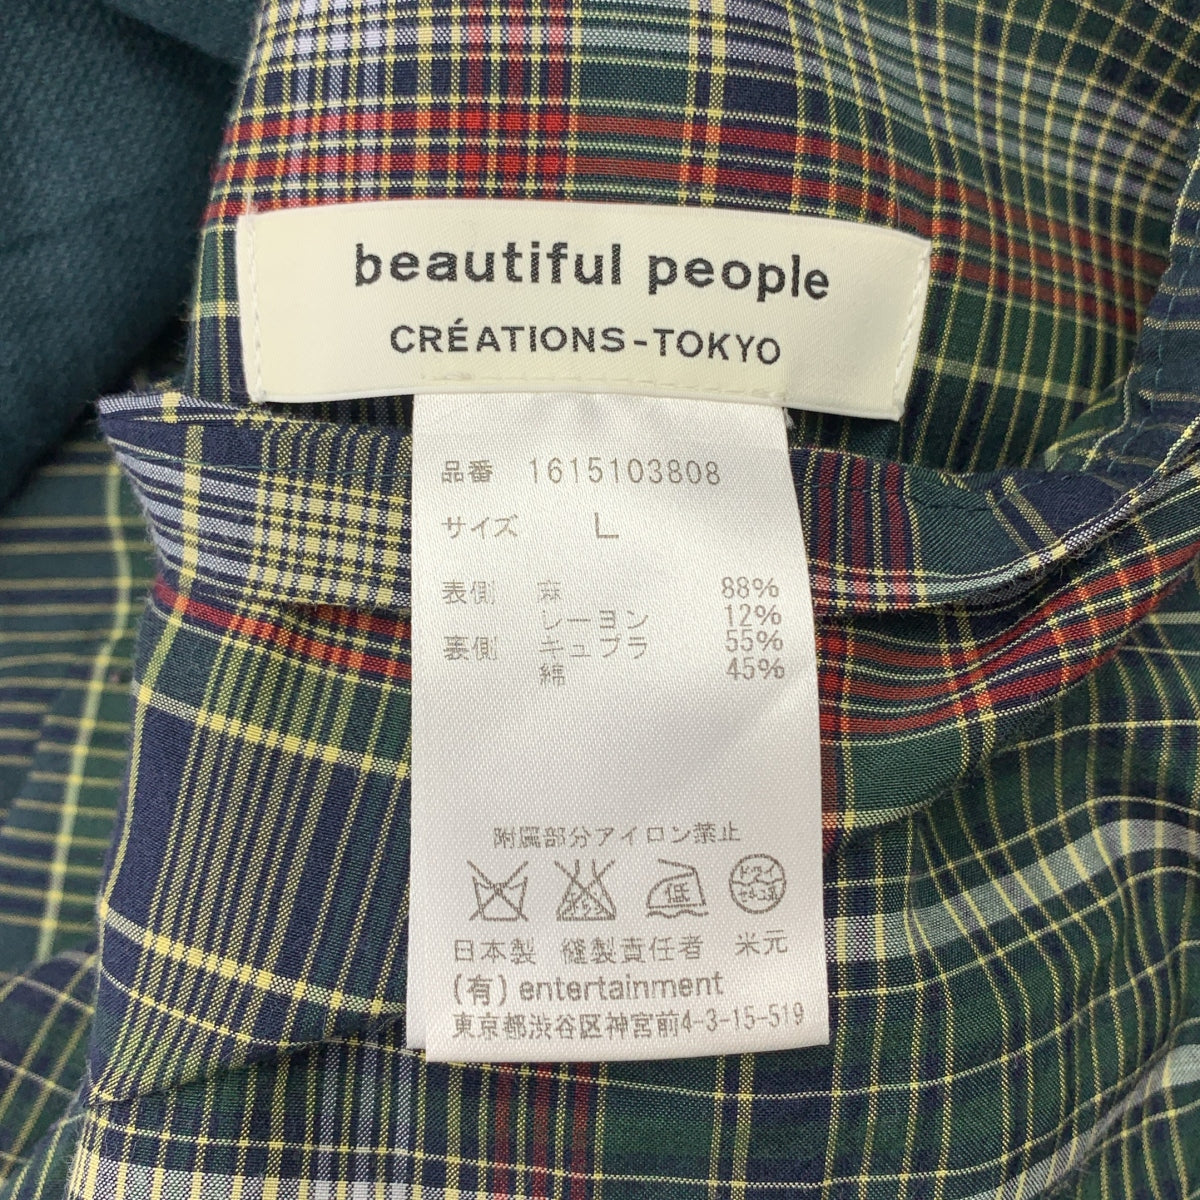 beautiful people
CRÉATIONS-TOKYO
品番 1615103808
サイズ L
表側 麻 88%
レーヨン 12%
裏側 キュプラ 55%
綿 45%
附属部分アイロン禁止
低 ドライ
日本製 縫製責任者 米元
(有) entertainment
東京都渋谷区神宮前4-3-15-519